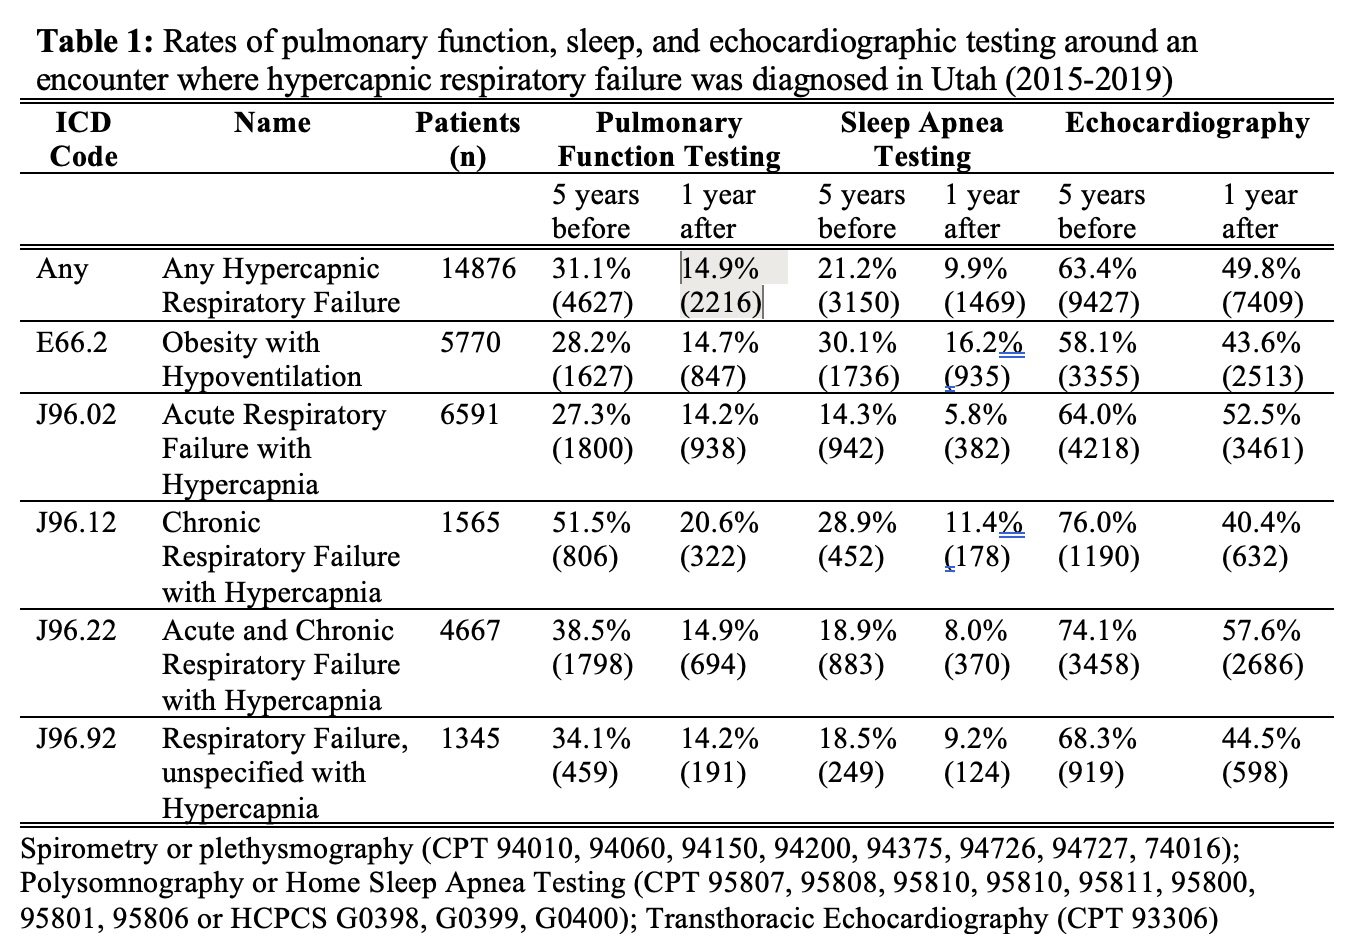 Table 1: Rates of pulmonary function, sleep, and echocardiographic testing around an
encounter where hypercapnic respiratory failure was diagnosed in Utah (2015-2019)
ICD Name Patients Pulmonary Sleep Apnea Echocardiography
Code (n) Function Testing Testing
5 years 1 year 5 years 1 year 5 years 1 year
before after before after before after
Any Any Hypercapnic 14876 31.1% 14.9% 21.2% 9.9% 63.4% 49.8%
Respiratory Failure (4627) (2216) (3150) (1469) (9427) (7409)
E66.2 Obesity with 5770 28.2% 14.7% 30.1% 16.2% 58.1% 43.6%
Hypoventilation (1627) (847) (1736) (935) (3355) (2513)
J96.02 Acute Respiratory 6591 27.3% 14.2% 14.3% 5.8% 64.0% 52.5%
Failure with (1800) (938) (942) (382) (4218) (3461)
Hypercapnia
J96.12 Chronic 1565 51.5% 20.6% 28.9% 11.4% 76.0% 40.4%
Respiratory Failure (806) (322) (452) (178) (1190) (632)
with Hypercapnia
J96.22 Acute and Chronic 4667 38.5% 14.9% 18.9% 8.0% 74.1% 57.6%
Respiratory Failure (1798) (694) (883) (370) (3458) (2686)
with Hypercapnia
J96.92 Respiratory Failure, 1345 34.1% 14.2% 18.5% 9.2% 68.3% 44.5%
unspecified with (459) (191) (249) (124) (919) (598)
Hypercapnia
Spirometry or plethysmography (CPT 94010, 94060, 94150, 94200, 94375, 94726, 94727, 74016);
Polysomnography or Home Sleep Apnea Testing (CPT 95807, 95808, 95810, 95810, 95811, 95800,
95801, 95806 or HCPCS G0398, G0399, G0400); Transthoracic Echocardiography (CPT 93306)